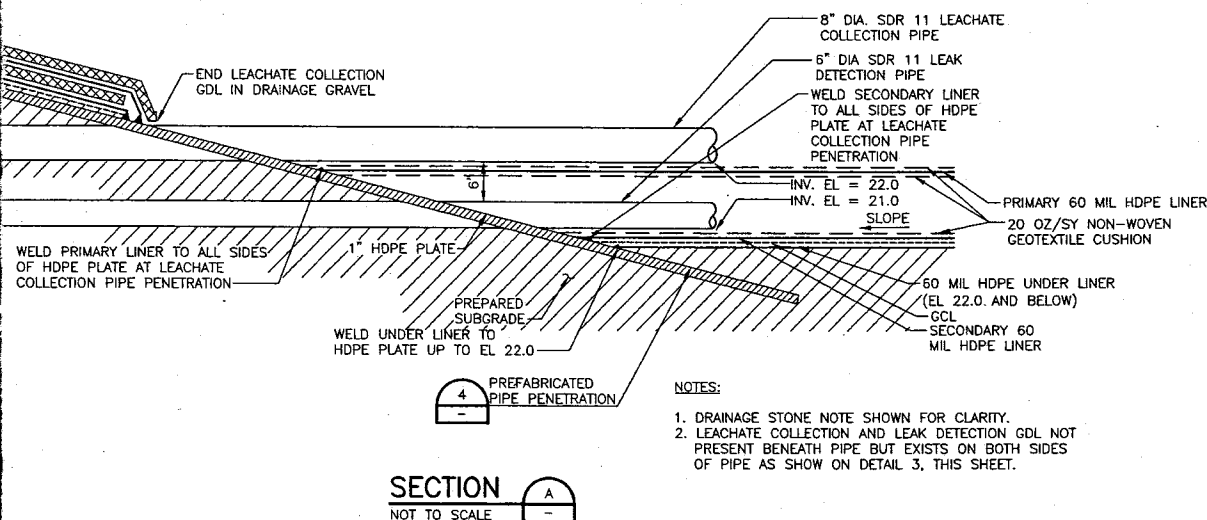 8" DIA. SDR 11 LEACHATE
COLLECTION PIPE
6" DIA SDR 11 LEAK
DETECTION PIPE
WELD SECONDARY LINER
TO ALL SIDES OF HDPE
PLATE AT LEACHATE
COLLECTION PIPE
PENETRATION
END LEACHATE COLLECTION
GDL IN DRAINAGE GRAVEL
6"
INV. EL = 22.0
INV. EL = 21.0
SLOPE
PRIMARY 60 MIL HDPE LINER
20 OZ/SY NON-WOVEN
GEOTEXTILE CUSHION
WELD PRIMARY LINER TO ALL SIDES
OF HDPE PLATE AT LEACHATE
COLLECTION PIPE PENETRATION
1" HDPE PLATE
PREPARED
SUBGRADE
WELD UNDER LINER TO
HDPE PLATE UP TO EL 22.0
60 MIL HDPE UNDER LINER
(EL 22.0. AND BELOW)
GCL
SECONDARY 60
MIL HDPE LINER
4
-
PREFABRICATED
PIPE PENETRATION
NOTES:
1. DRAINAGE STONE NOTE SHOWN FOR CLARITY.
2. LEACHATE COLLECTION AND LEAK DETECTION GDL NOT
PRESENT BENEATH PIPE BUT EXISTS ON BOTH SIDES
OF PIPE AS SHOW ON DETAIL 3, THIS SHEET.
SECTION
NOT TO SCALE
A
-